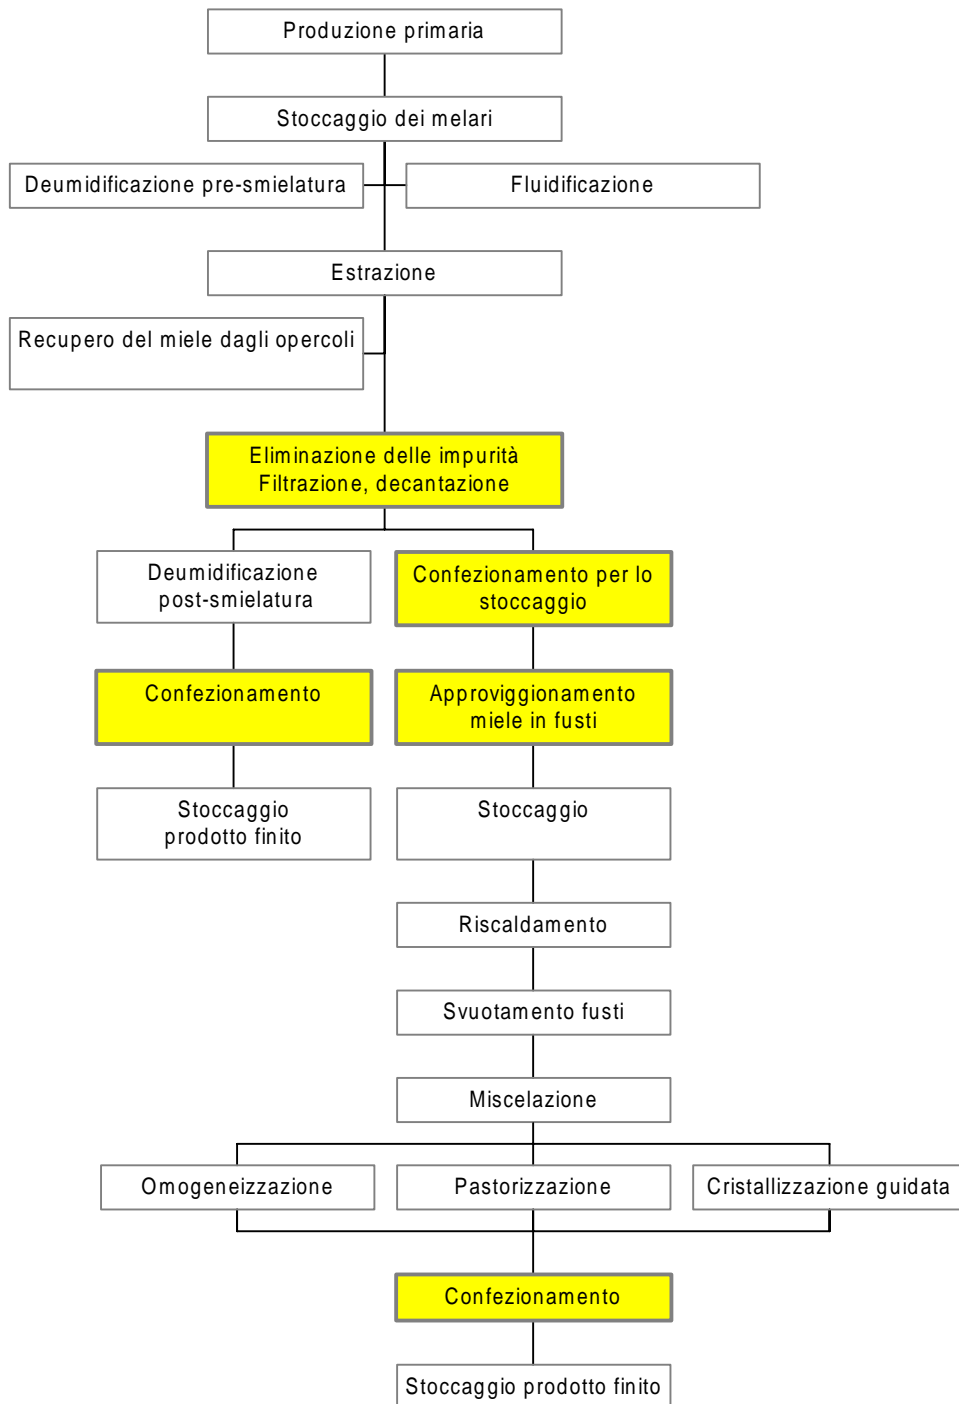 Produzione primaria
Stoccaggio dei melari
Deumidificazione pre-smielatura
Fluidificazione
Estrazione
Recupero del miele dagli opercoli
Eliminazione delle impurità
Filtrazione, decantazione
Deumidificazione
post-smielatura
Confezionamento per lo
stoccaggio
Confezionamento
Approviggionamento
miele in fusti
Stoccaggio
prodotto finito
Stoccaggio
Riscaldamento
Svuotamento fusti
Miscelazione
Omogeneizzazione
Pastorizzazione
Cristallizzazione guidata
Confezionamento
Stoccaggio prodotto finito